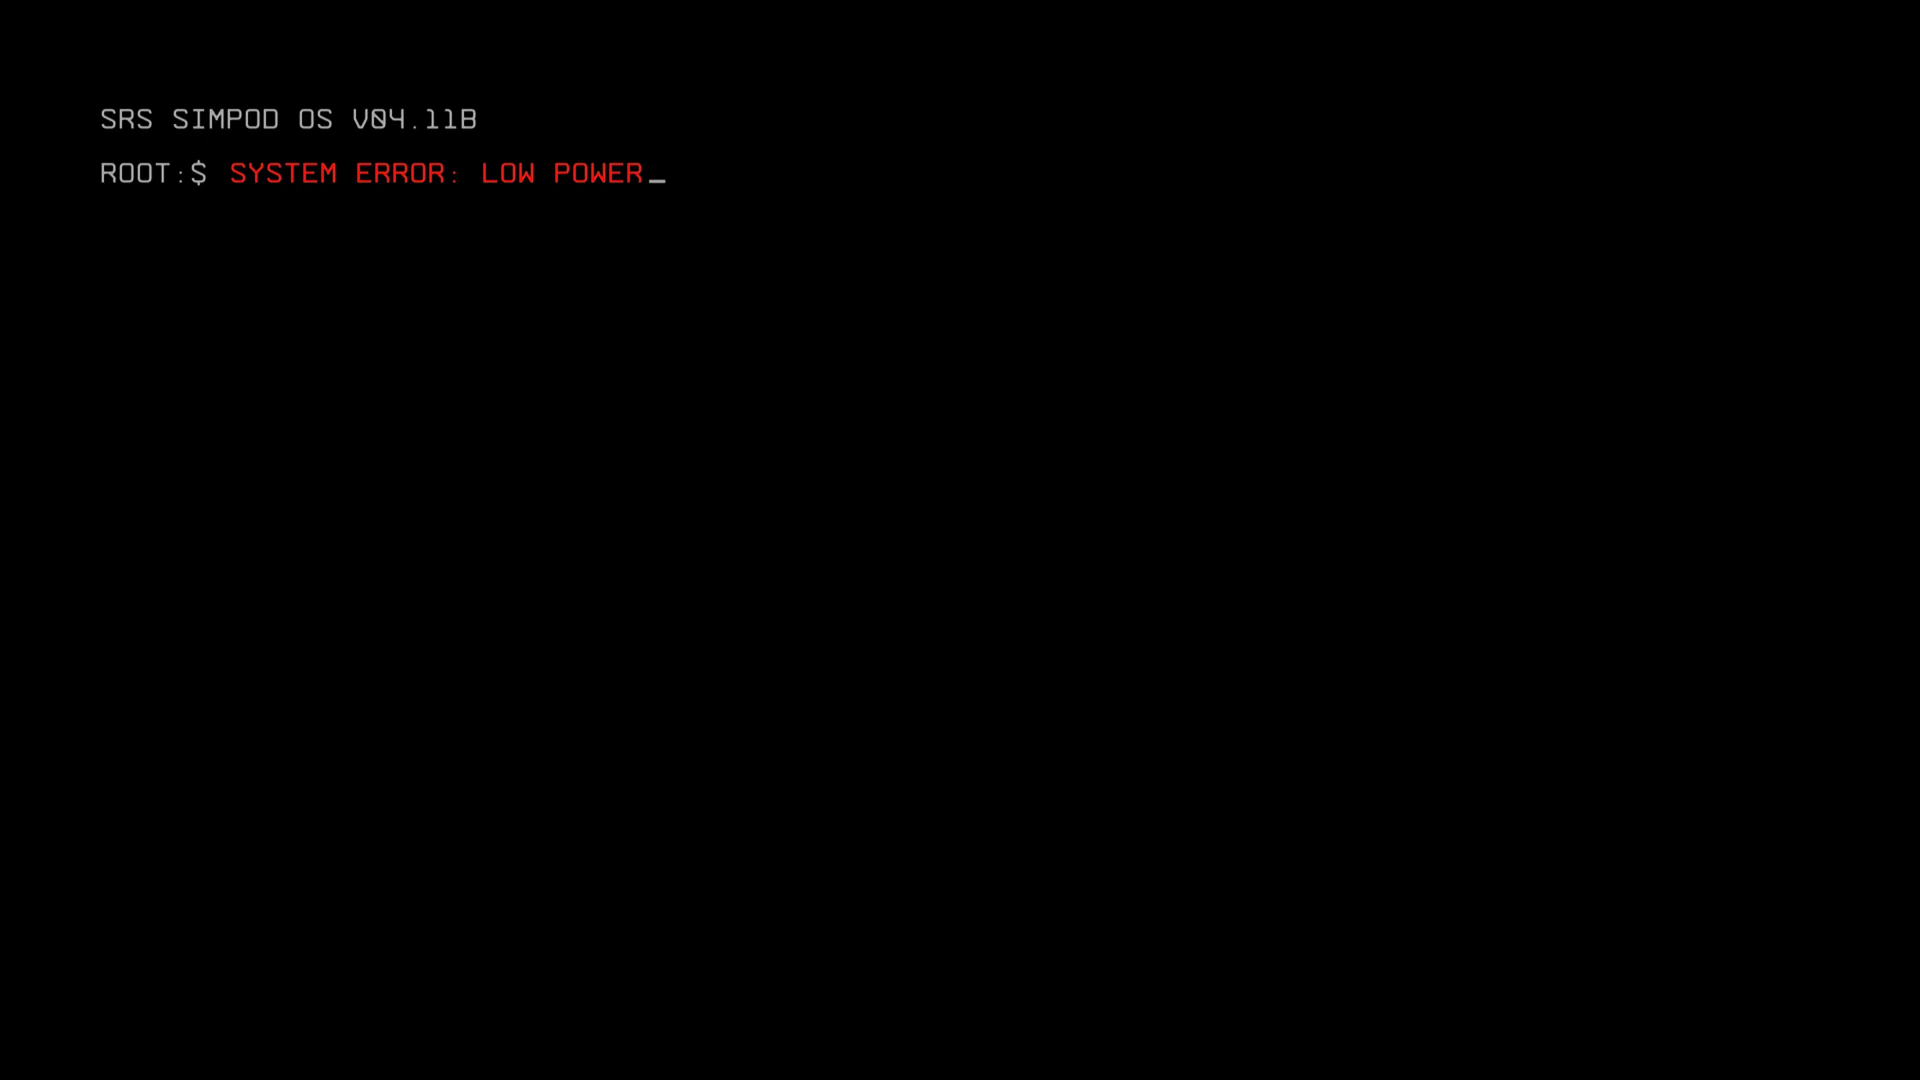 SRS SIMPOD OS V04.11B
ROOT:$ SYSTEM ERROR: LOW POWER_